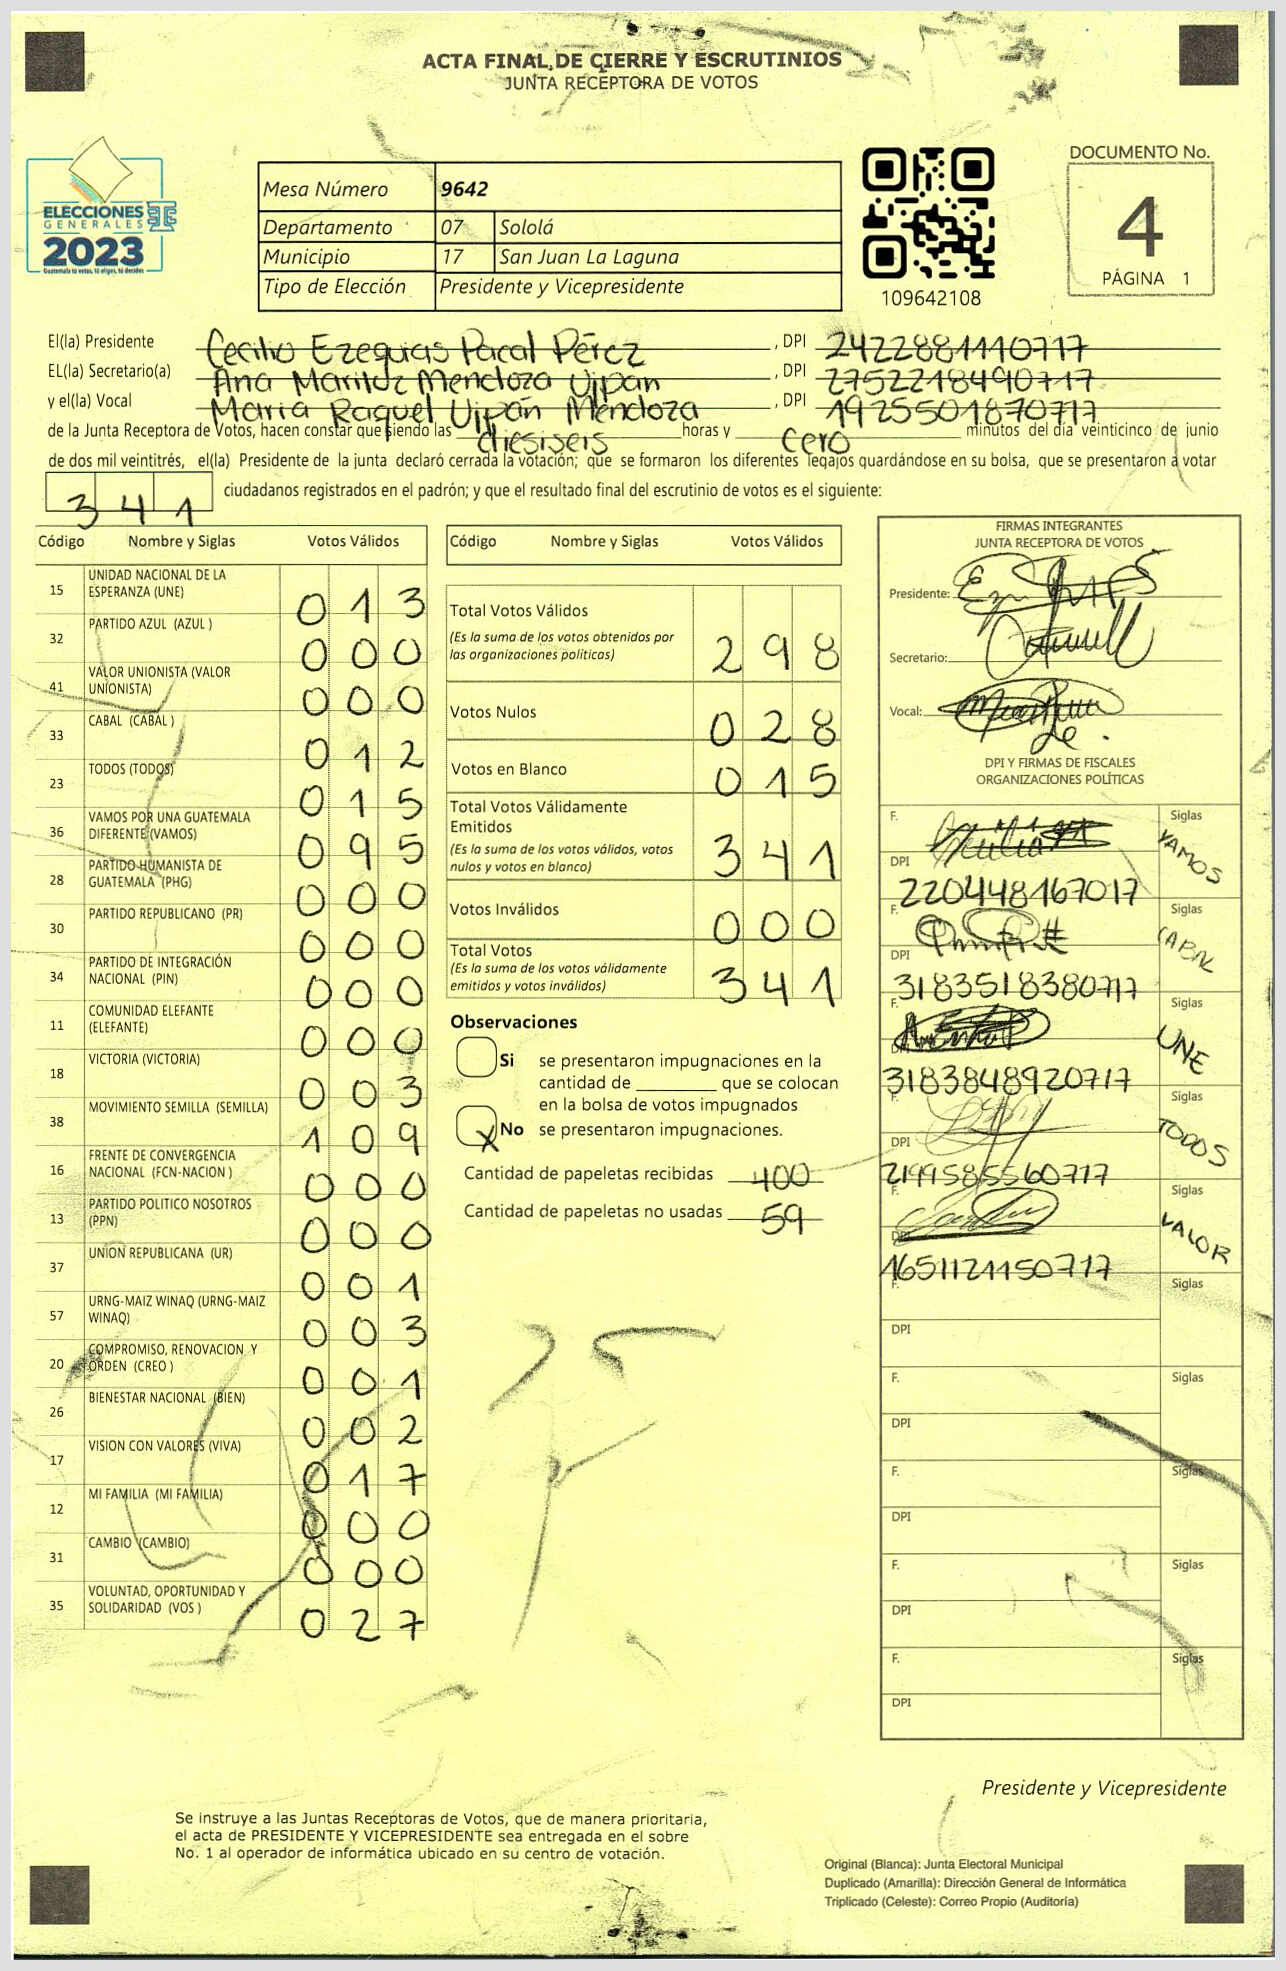 ACTA FINAL DE CIERRE Y ESCRUTINIOS
JUNTA RECEPTORA DE VOTOS
ELECCIONES
GENERALES
2023
Guatemala tú votas, tú eliges, tú decides
Mesa Número 9642
Departamento 07 Sololá
Municipio 17 San Juan La Laguna
Tipo de Elección Presidente y Vicepresidente
109642108
DOCUMENTO No.
4
PÁGINA 1
El(la) Presidente Cecilio Ezequias Pacal Pérez , DPI 2422881110717
EL(la) Secretario(a) Ana Mariluz Mendoza Ujpán , DPI 2752218490717
y el(la) Vocal Maria Raquel Ujpán Mendoza , DPI 1925501870717
de la Junta Receptora de Votos, hacen constar que siendo las diesiseis horas y cero minutos del día veinticinco de junio
de dos mil veintitrés, el(la) Presidente de la junta declaró cerrada la votación; que se formaron los diferentes legajos guardándose en su bolsa, que se presentaron a votar
341 ciudadanos registrados en el padrón; y que el resultado final del escrutinio de votos es el siguiente:
Código Nombre y Siglas Votos Válidos
15 UNIDAD NACIONAL DE LA ESPERANZA (UNE) 013
32 PARTIDO AZUL (AZUL ) 000
41 VALOR UNIONISTA (VALOR UNIONISTA) 000
33 CABAL (CABAL ) 012
23 TODOS (TODOS) 015
36 VAMOS POR UNA GUATEMALA DIFERENTE (VAMOS) 095
28 PARTIDO HUMANISTA DE GUATEMALA (PHG) 000
30 PARTIDO REPUBLICANO (PR) 000
34 PARTIDO DE INTEGRACIÓN NACIONAL (PIN) 000
11 COMUNIDAD ELEFANTE (ELEFANTE) 000
18 VICTORIA (VICTORIA) 003
38 MOVIMIENTO SEMILLA (SEMILLA) 109
16 FRENTE DE CONVERGENCIA NACIONAL (FCN-NACION ) 000
13 PARTIDO POLITICO NOSOTROS (PPN) 000
37 UNION REPUBLICANA (UR) 001
57 URNG-MAIZ WINAQ (URNG-MAIZ WINAQ) 003
20 COMPROMISO, RENOVACION Y ORDEN (CREO ) 001
26 BIENESTAR NACIONAL (BIEN) 002
17 VISION CON VALORES (VIVA) 017
12 MI FAMILIA (MI FAMILIA) 000
31 CAMBIO (CAMBIO) 000
35 VOLUNTAD, OPORTUNIDAD Y SOLIDARIDAD (VOS ) 027
Código Nombre y Siglas Votos Válidos
Total Votos Válidos 298
(Es la suma de los votos obtenidos por
las organizaciones políticas)
Votos Nulos 028
Votos en Blanco 015
Total Votos Válidamente
Emitidos 341
(Es la suma de los votos válidos, votos
nulos y votos en blanco)
Votos Inválidos 000
Total Votos 341
(Es la suma de los votos válidamente
emitidos y votos inválidos)
Observaciones
Si se presentaron impugnaciones en la
cantidad de ________ que se colocan
en la bolsa de votos impugnados
X No se presentaron impugnaciones.
Cantidad de papeletas recibidas 400
Cantidad de papeletas no usadas 59
FIRMAS INTEGRANTES
JUNTA RECEPTORA DE VOTOS
Presidente:
Secretario:
Vocal:
DPI Y FIRMAS DE FISCALES
ORGANIZACIONES POLÍTICAS
F. Siglas VAMOS
DPI 220448167017
F. Siglas CABAL
DPI 3183518380717
F. Siglas UNE
DPI 3183848920717
F. Siglas TODOS
DPI 2199585560717
F. Siglas VALOR
DPI 1651121150717
F. Siglas
DPI
F. Siglas
DPI
F. Siglas
DPI
F. Siglas
DPI
F. Siglas
DPI
Presidente y Vicepresidente
Se instruye a las Juntas Receptoras de Votos, que de manera prioritaria,
el acta de PRESIDENTE Y VICEPRESIDENTE sea entregada en el sobre
No. 1 al operador de informática ubicado en su centro de votación.
Original (Blanca): Junta Electoral Municipal
Duplicado (Amarilla): Dirección General de Informática
Triplicado (Celeste): Correo Propio (Auditoría)